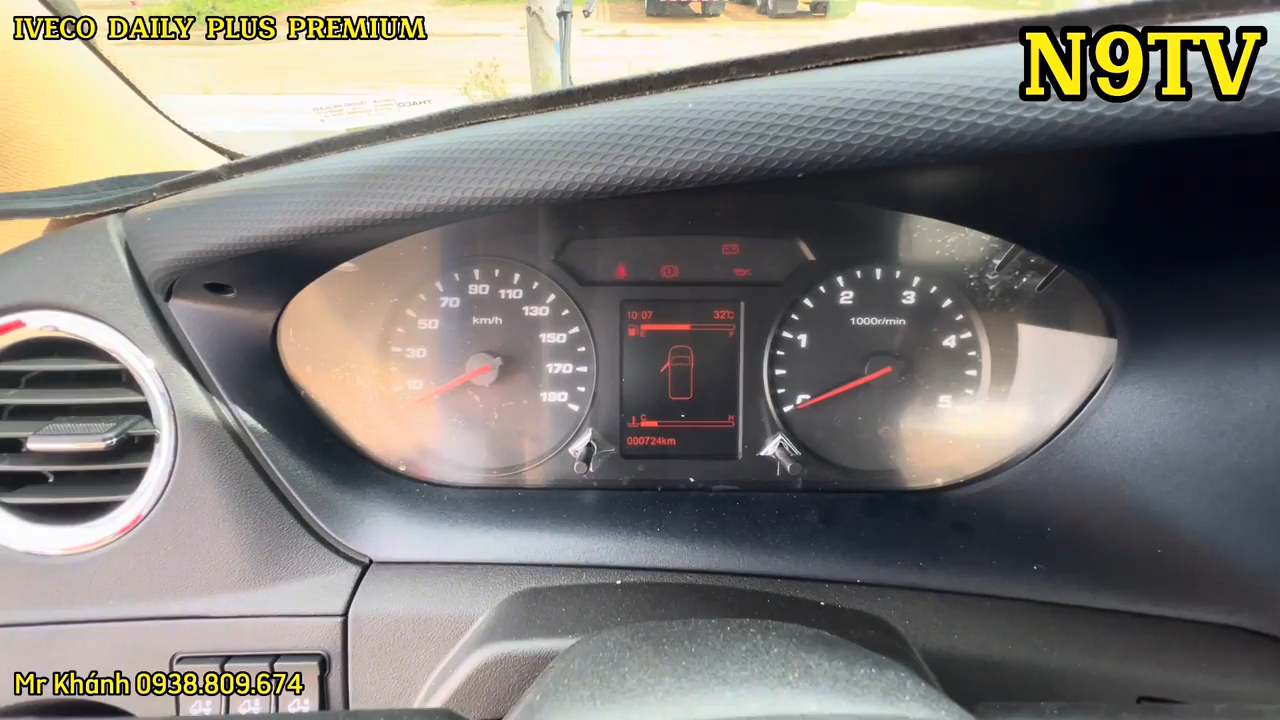 IVECO DAILY PLUS PREMIUM
N9TV
THACO
10 30 50 70 90 110 130 150 170 190
km/h
10:07 32°C
E F
C H
000724km
0 1 2 3 4 5
1000r/min
Mr Khánh 0938.809.674